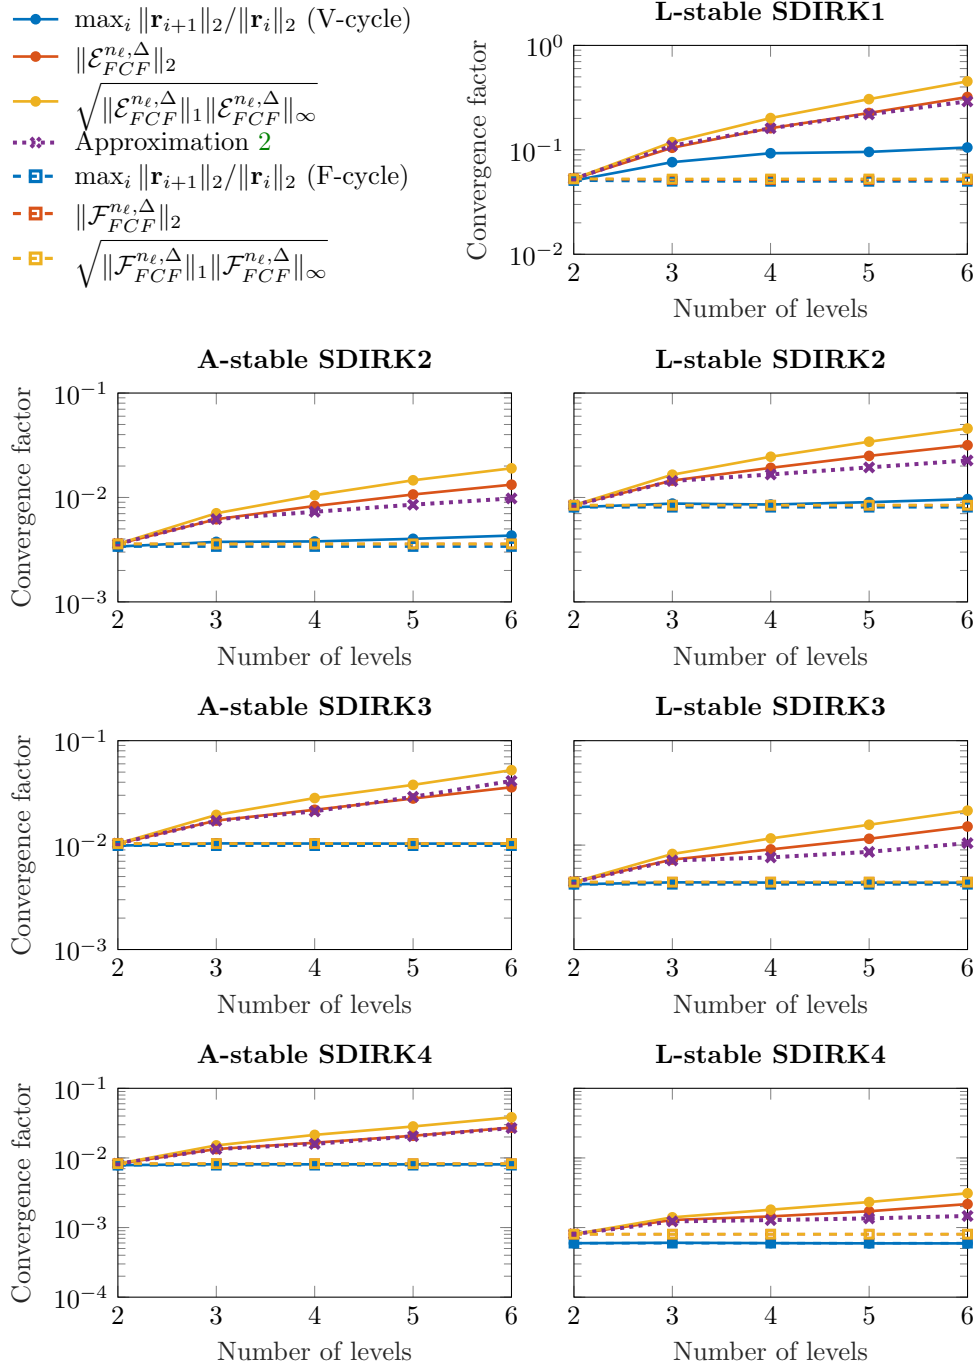 max_i ‖r_{i+1}‖_2/‖r_i‖_2 (V-cycle)
‖ℰ_{FCF}^{n_ℓ,Δ}‖_2
√(‖ℰ_{FCF}^{n_ℓ,Δ}‖_1‖ℰ_{FCF}^{n_ℓ,Δ}‖_∞)
Approximation 2
max_i ‖r_{i+1}‖_2/‖r_i‖_2 (F-cycle)
‖ℱ_{FCF}^{n_ℓ,Δ}‖_2
√(‖ℱ_{FCF}^{n_ℓ,Δ}‖_1‖ℱ_{FCF}^{n_ℓ,Δ}‖_∞)
L-stable SDIRK1
Convergence factor
10^0
10^{−1}
10^{−2}
2 3 4 5 6
Number of levels
A-stable SDIRK2
Convergence factor
10^{−1}
10^{−2}
10^{−3}
2 3 4 5 6
Number of levels
L-stable SDIRK2
2 3 4 5 6
Number of levels
A-stable SDIRK3
Convergence factor
10^{−1}
10^{−2}
10^{−3}
2 3 4 5 6
Number of levels
L-stable SDIRK3
2 3 4 5 6
Number of levels
A-stable SDIRK4
Convergence factor
10^{−1}
10^{−2}
10^{−3}
10^{−4}
2 3 4 5 6
Number of levels
L-stable SDIRK4
2 3 4 5 6
Number of levels